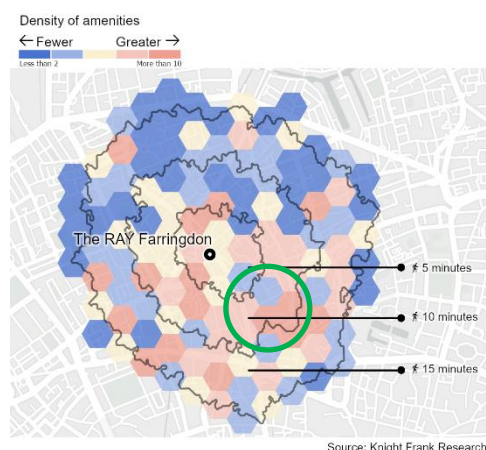 Density of amenities
← Fewer Greater →
Less than 2 More than 10
The RAY Farringdon
5 minutes
10 minutes
15 minutes
Source: Knight Frank Research